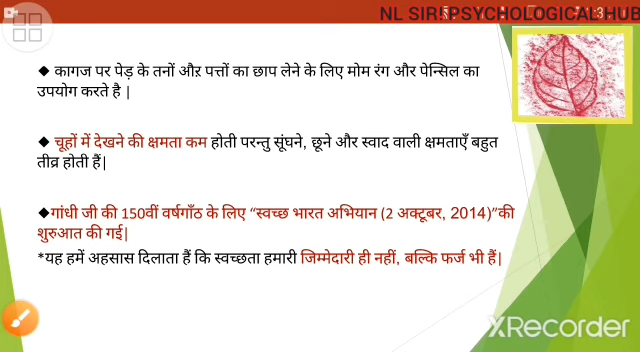 NL SIR!PSYCHOLOGICAL HUB
◆ कागज पर पेड़ के तनों औऱ पत्तों का छाप लेने के लिए मोम रंग और पेन्सिल का
उपयोग करते है |
◆ चूहों में देखने की क्षमता कम होती परन्तु सूंघने, छूने और स्वाद वाली क्षमताएँ बहुत
तीव्र होती हैं|
◆गांधी जी की 150वीं वर्षगाँठ के लिए “स्वच्छ भारत अभियान (2 अक्टूबर, 2014)”की
शुरुआत की गई|
*यह हमें अहसास दिलाता हैं कि स्वच्छता हमारी जिम्मेदारी ही नहीं, बल्कि फर्ज भी हैं|
XRecorder